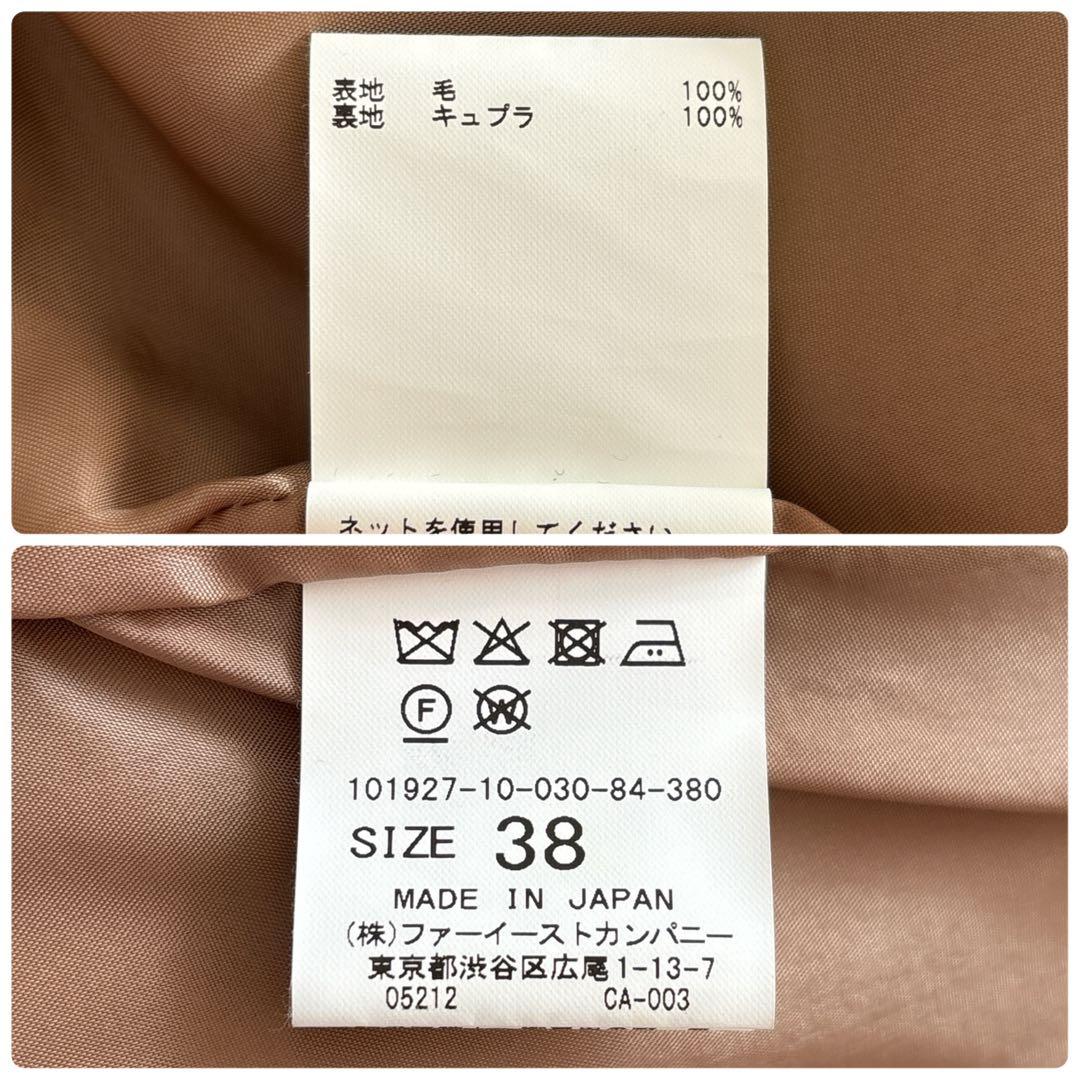 表地 毛 100%
裏地 キュプラ 100%
ネットを使用してください
F
W
101927-10-030-84-380
SIZE 38
MADE IN JAPAN
(株)ファーイーストカンパニー
東京都渋谷区広尾1-13-7
05212 CA-003